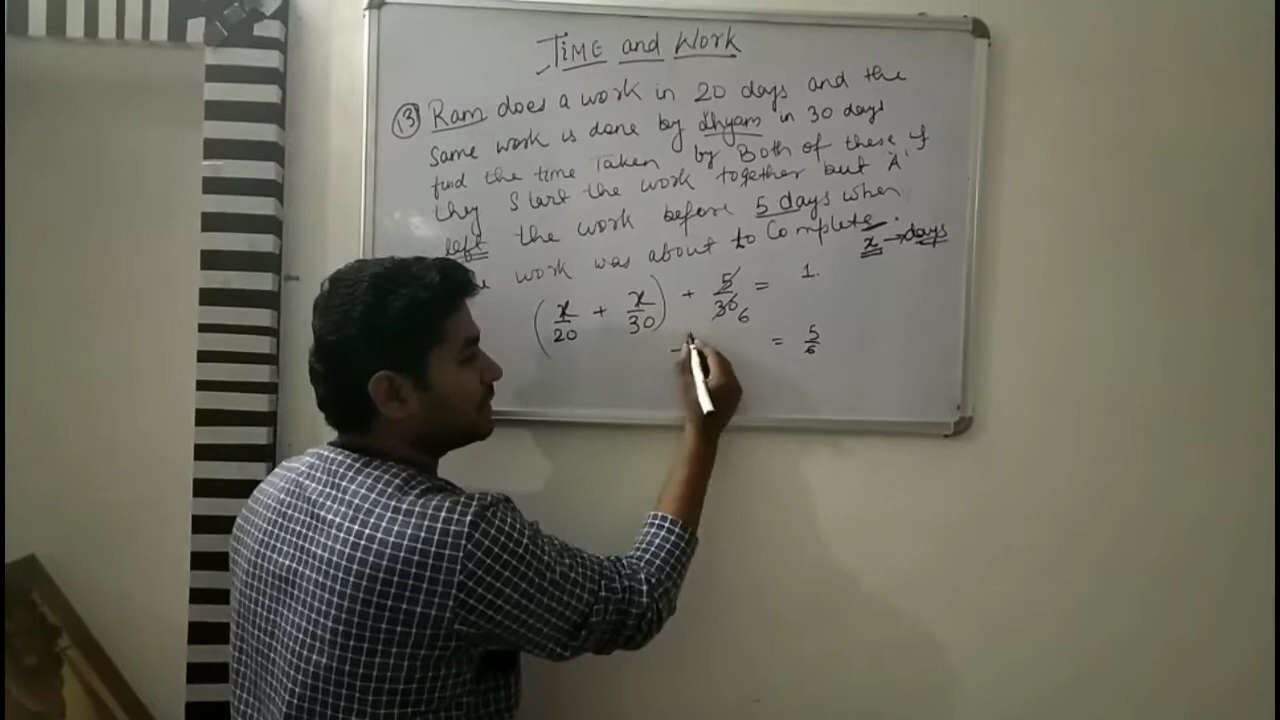 TIME and Work
(13) Ram does a work in 20 days and the
same work is done by Shyam in 30 days
find the time Taken by Both of these if
they Start the work together but 'A'
left the work before 5 days when
work was about to Complete.
x → days
(x/20 + x/30) + 5/30 = 1.
6
= 5/6